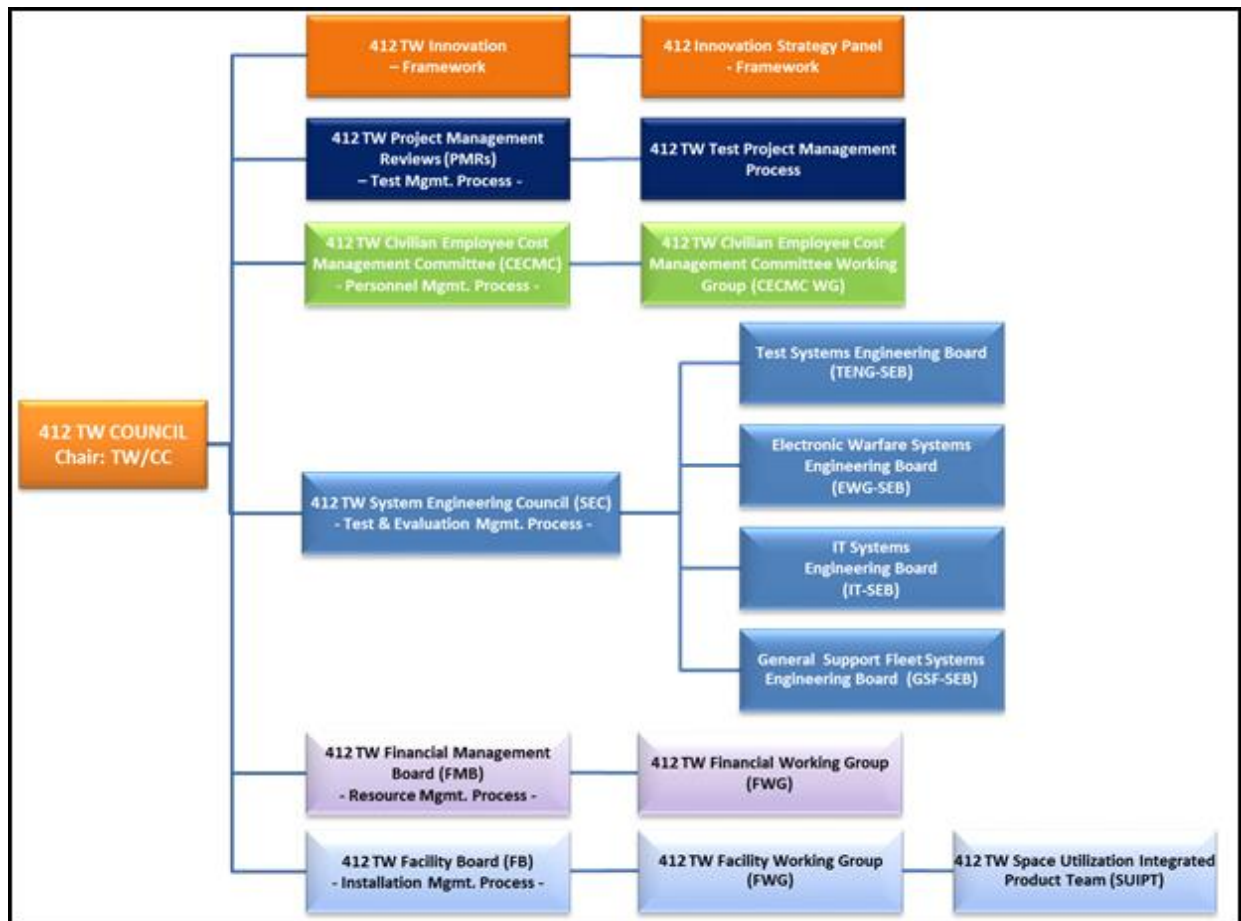 412 TW Innovation
– Framework
412 Innovation Strategy Panel
- Framework
412 TW Project Management
Reviews (PMRs)
– Test Mgmt. Process -
412 TW Test Project Management
Process
412 TW Civilian Employee Cost
Management Committee (CECMC)
- Personnel Mgmt. Process -
412 TW Civilian Employee Cost
Management Committee Working
Group (CECMC WG)
412 TW COUNCIL
Chair: TW/CC
412 TW System Engineering Council (SEC)
- Test & Evaluation Mgmt. Process -
Test Systems Engineering Board
(TENG-SEB)
Electronic Warfare Systems
Engineering Board
(EWG-SEB)
IT Systems
Engineering Board
(IT-SEB)
General Support Fleet Systems
Engineering Board (GSF-SEB)
412 TW Financial Management
Board (FMB)
- Resource Mgmt. Process -
412 TW Financial Working Group
(FWG)
412 TW Facility Board (FB)
- Installation Mgmt. Process -
412 TW Facility Working Group
(FWG)
412 TW Space Utilization Integrated
Product Team (SUIPT)